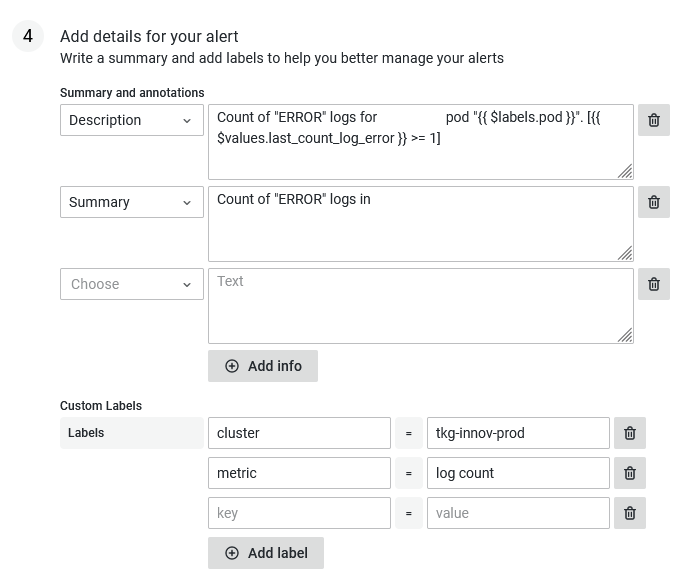 4 Add details for your alert
Write a summary and add labels to help you better manage your alerts
Summary and annotations
Description Count of "ERROR" logs for pod "{{ $labels.pod }}". [{{
$values.last_count_log_error }} >= 1]
Summary Count of "ERROR" logs in
Choose Text
Add info
Custom Labels
Labels cluster = tkg-innov-prod
metric = log count
key = value
Add label